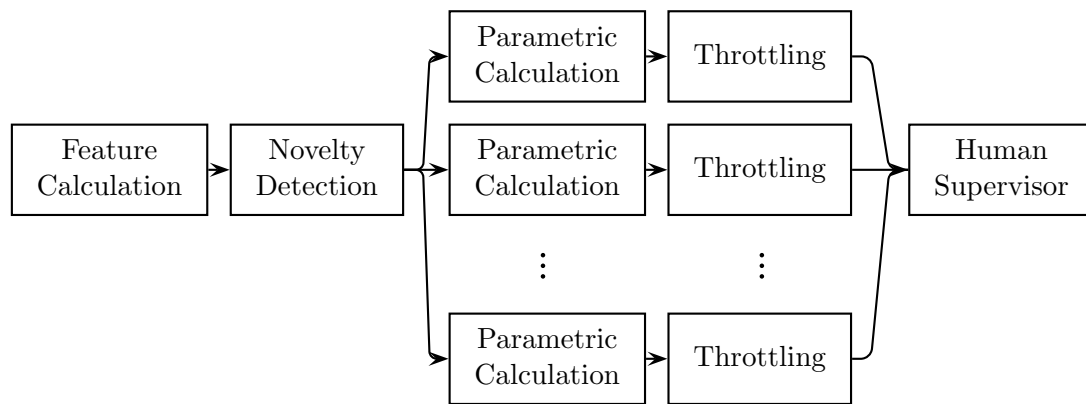 Parametric
Calculation
Throttling
Feature
Calculation
Novelty
Detection
Parametric
Calculation
Throttling
Human
Supervisor
Parametric
Calculation
Throttling